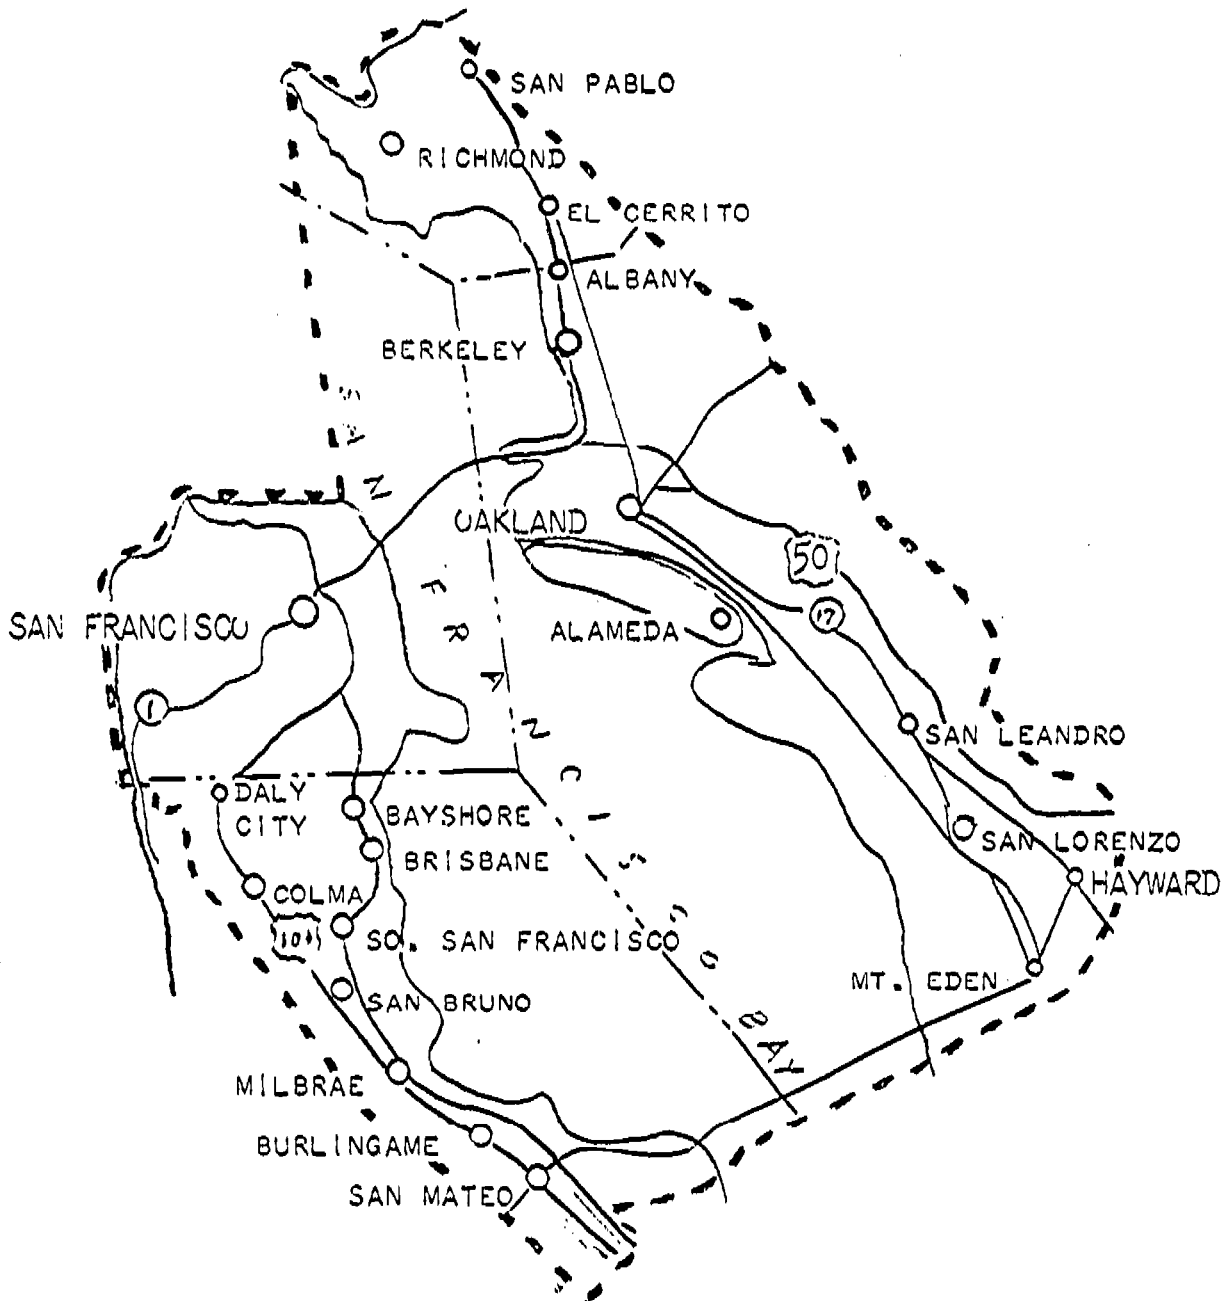 SAN PABLO
RICHMOND
EL CERRITO
ALBANY
BERKELEY
OAKLAND
50
SAN FRANCISCO
ALAMEDA
17
1
SAN LEANDRO
DALY
CITY
BAYSHORE
SAN LORENZO
BRISBANE
HAYWARD
COLMA
101
SO. SAN FRANCISCO
MT. EDEN
SAN BRUNO
MILBRAE
BURLINGAME
SAN MATEO
SAN FRANCISCO BAY